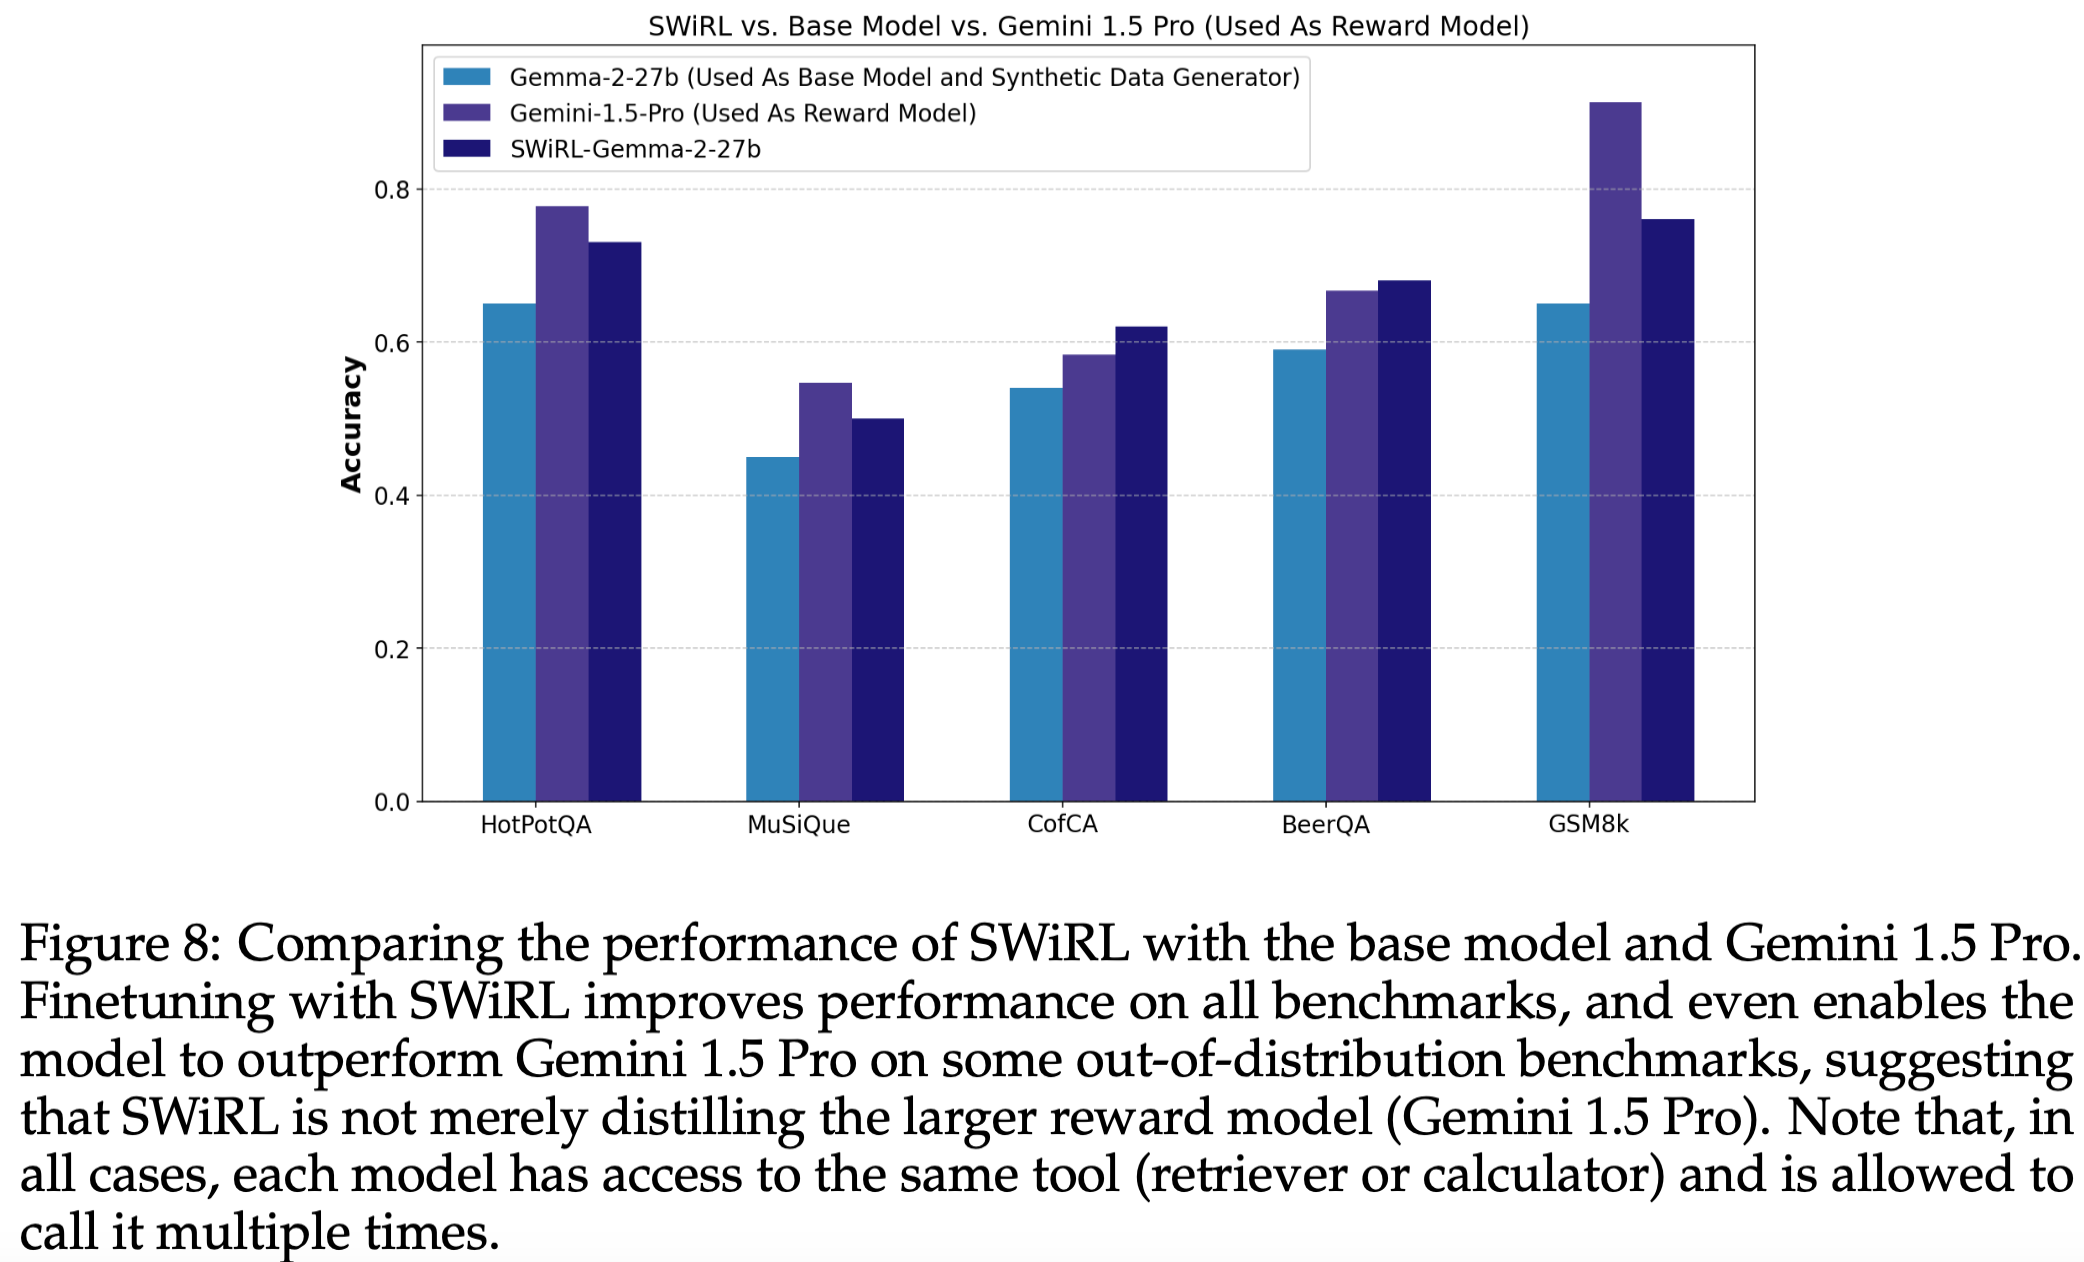 SWiRL vs. Base Model vs. Gemini 1.5 Pro (Used As Reward Model)
Gemma-2-27b (Used As Base Model and Synthetic Data Generator)
Gemini-1.5-Pro (Used As Reward Model)
SWiRL-Gemma-2-27b
Accuracy
0.8
0.6
0.4
0.2
0.0
HotPotQA MuSiQue CofCA BeerQA GSM8k
Figure 8: Comparing the performance of SWiRL with the base model and Gemini 1.5 Pro.
Finetuning with SWiRL improves performance on all benchmarks, and even enables the
model to outperform Gemini 1.5 Pro on some out-of-distribution benchmarks, suggesting
that SWiRL is not merely distilling the larger reward model (Gemini 1.5 Pro). Note that, in
all cases, each model has access to the same tool (retriever or calculator) and is allowed to
call it multiple times.